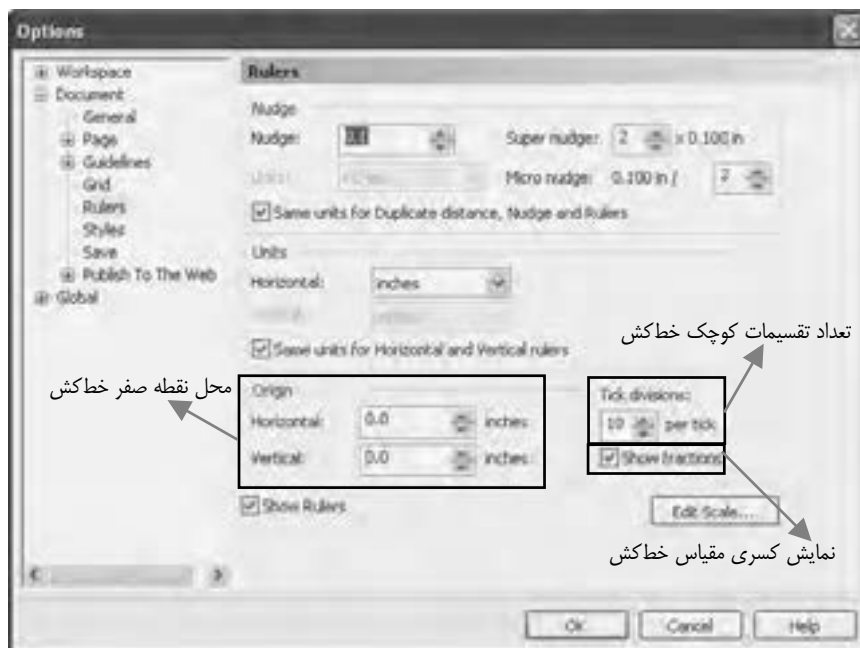 Options
Workspace
Document
General
Page
Guidelines
Grid
Rulers
Styles
Save
Publish To The Web
Global
Rulers
Nudge
Nudge: 0.1 Super nudge: 2 x 0.100 in
Units: inches Micro nudge: 0.100 in / 2
Same units for Duplicate distance, Nudge and Rulers
Units
Horizontal: inches
Same units for Horizontal and Vertical rulers
تعداد تقسیمات کوچک خط‌کش
محل نقطه صفر خط‌کش
Origin
Horizontal: 0.0 inches
Vertical: 0.0 inches
Tick divisions:
10 per tick
Show fractions
Show Rulers
Edit Scale...
نمایش کسری مقیاس خط‌کش
OK Cancel Help